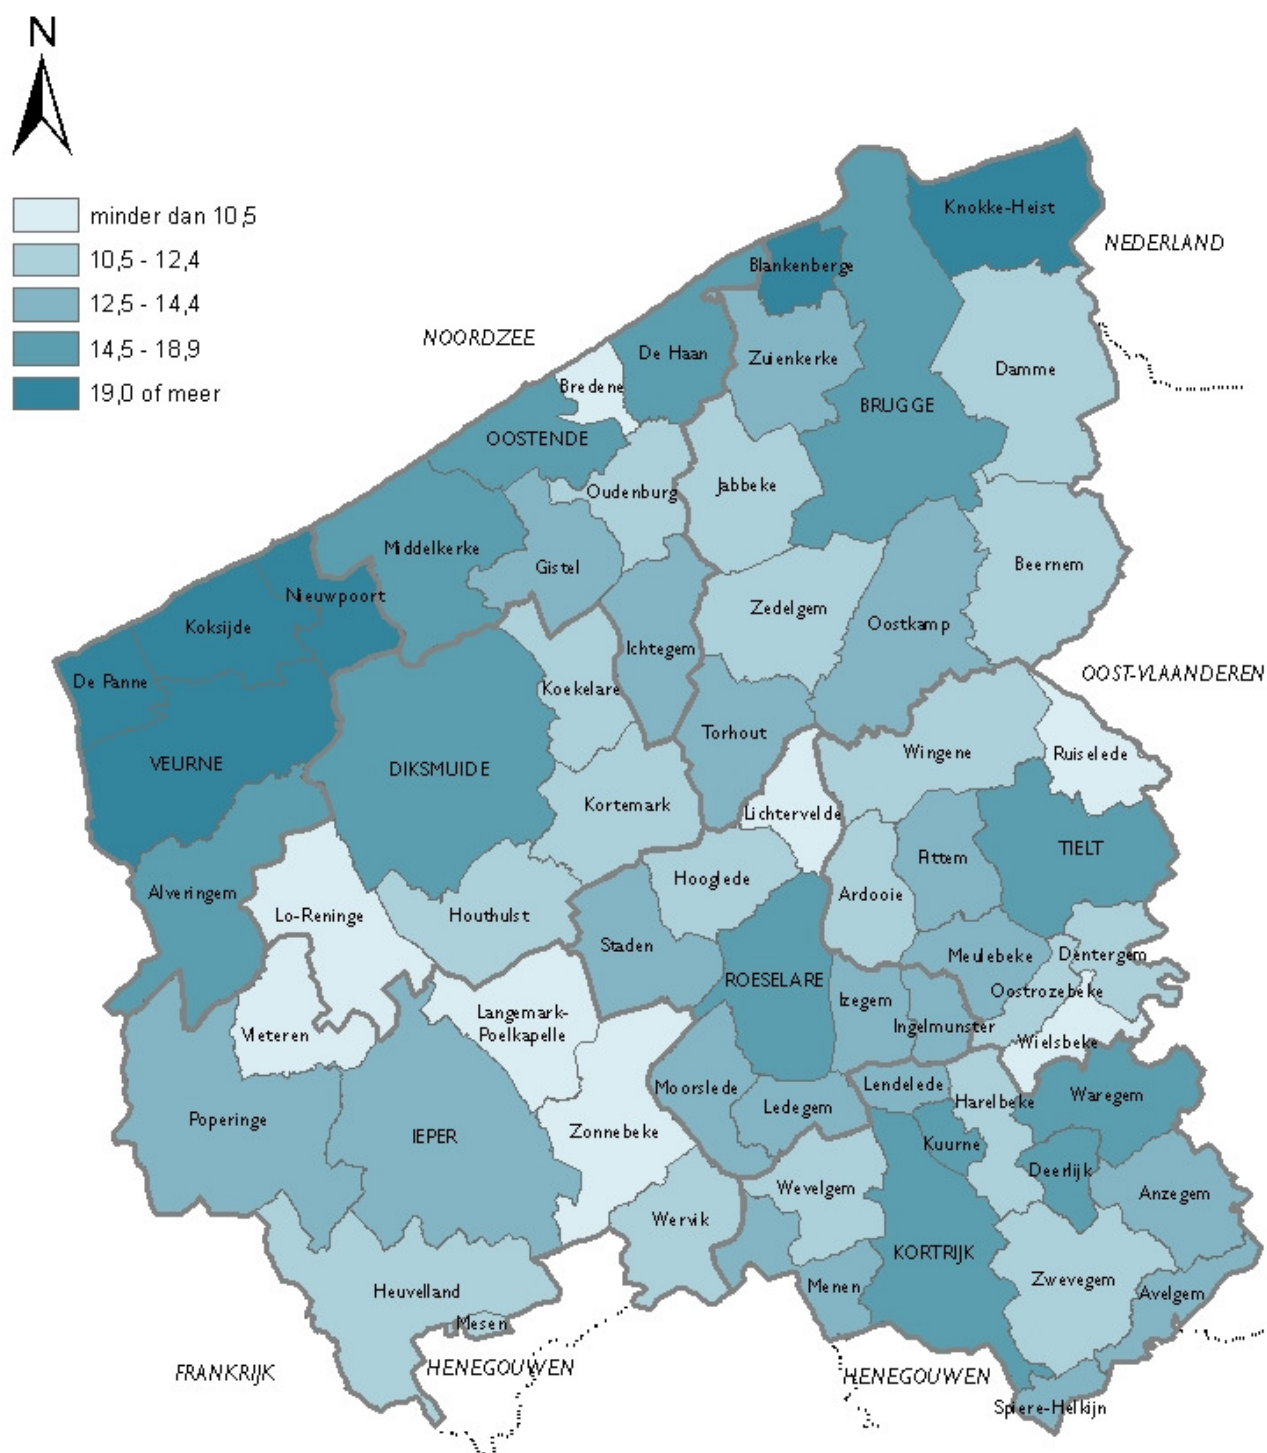 N
minder dan 10,5
10,5 - 12,4
12,5 - 14,4
14,5 - 18,9
19,0 of meer
Knokke-Heist
NEDERLAND
Blankenberge
NOORDZEE
De Haan
Zuienkerke
Damme
Bredene
BRUGGE
OOSTENDE
Oudenburg
Jabbeke
Middelkerke
Gistel
Beernem
Nieuwpoort
Zedelgem
Koksijde
Oostkamp
Ichtegem
De Panne
Koekelare
OOST-VLAANDEREN
Torhout
Wingene
Ruiselede
VEURNE
DIKSMUIDE
Kortemark
Lichtervelde
Pittem
TIELT
Hooglede
Alveringem
Ardooie
Lo-Reninge
Houthulst
Staden
Meulebeke
Dentergem
ROESELARE
Oostrozebeke
Izegem
Langemark-
Poelkapelle
Ingelmunster
Vleteren
Wielsbeke
Moorslede
Lendelede
Harelbeke
Waregem
Ledegem
Poperinge
IEPER
Zonnebeke
Kuurne
Deerlijk
Wevelgem
Anzegem
Wervik
KORTRIJK
Zwevegem
Heuvelland
Menen
Avelgem
Mesen
FRANKRIJK
HENEGOUWEN
HENEGOUWEN
Spiere-Helkijn